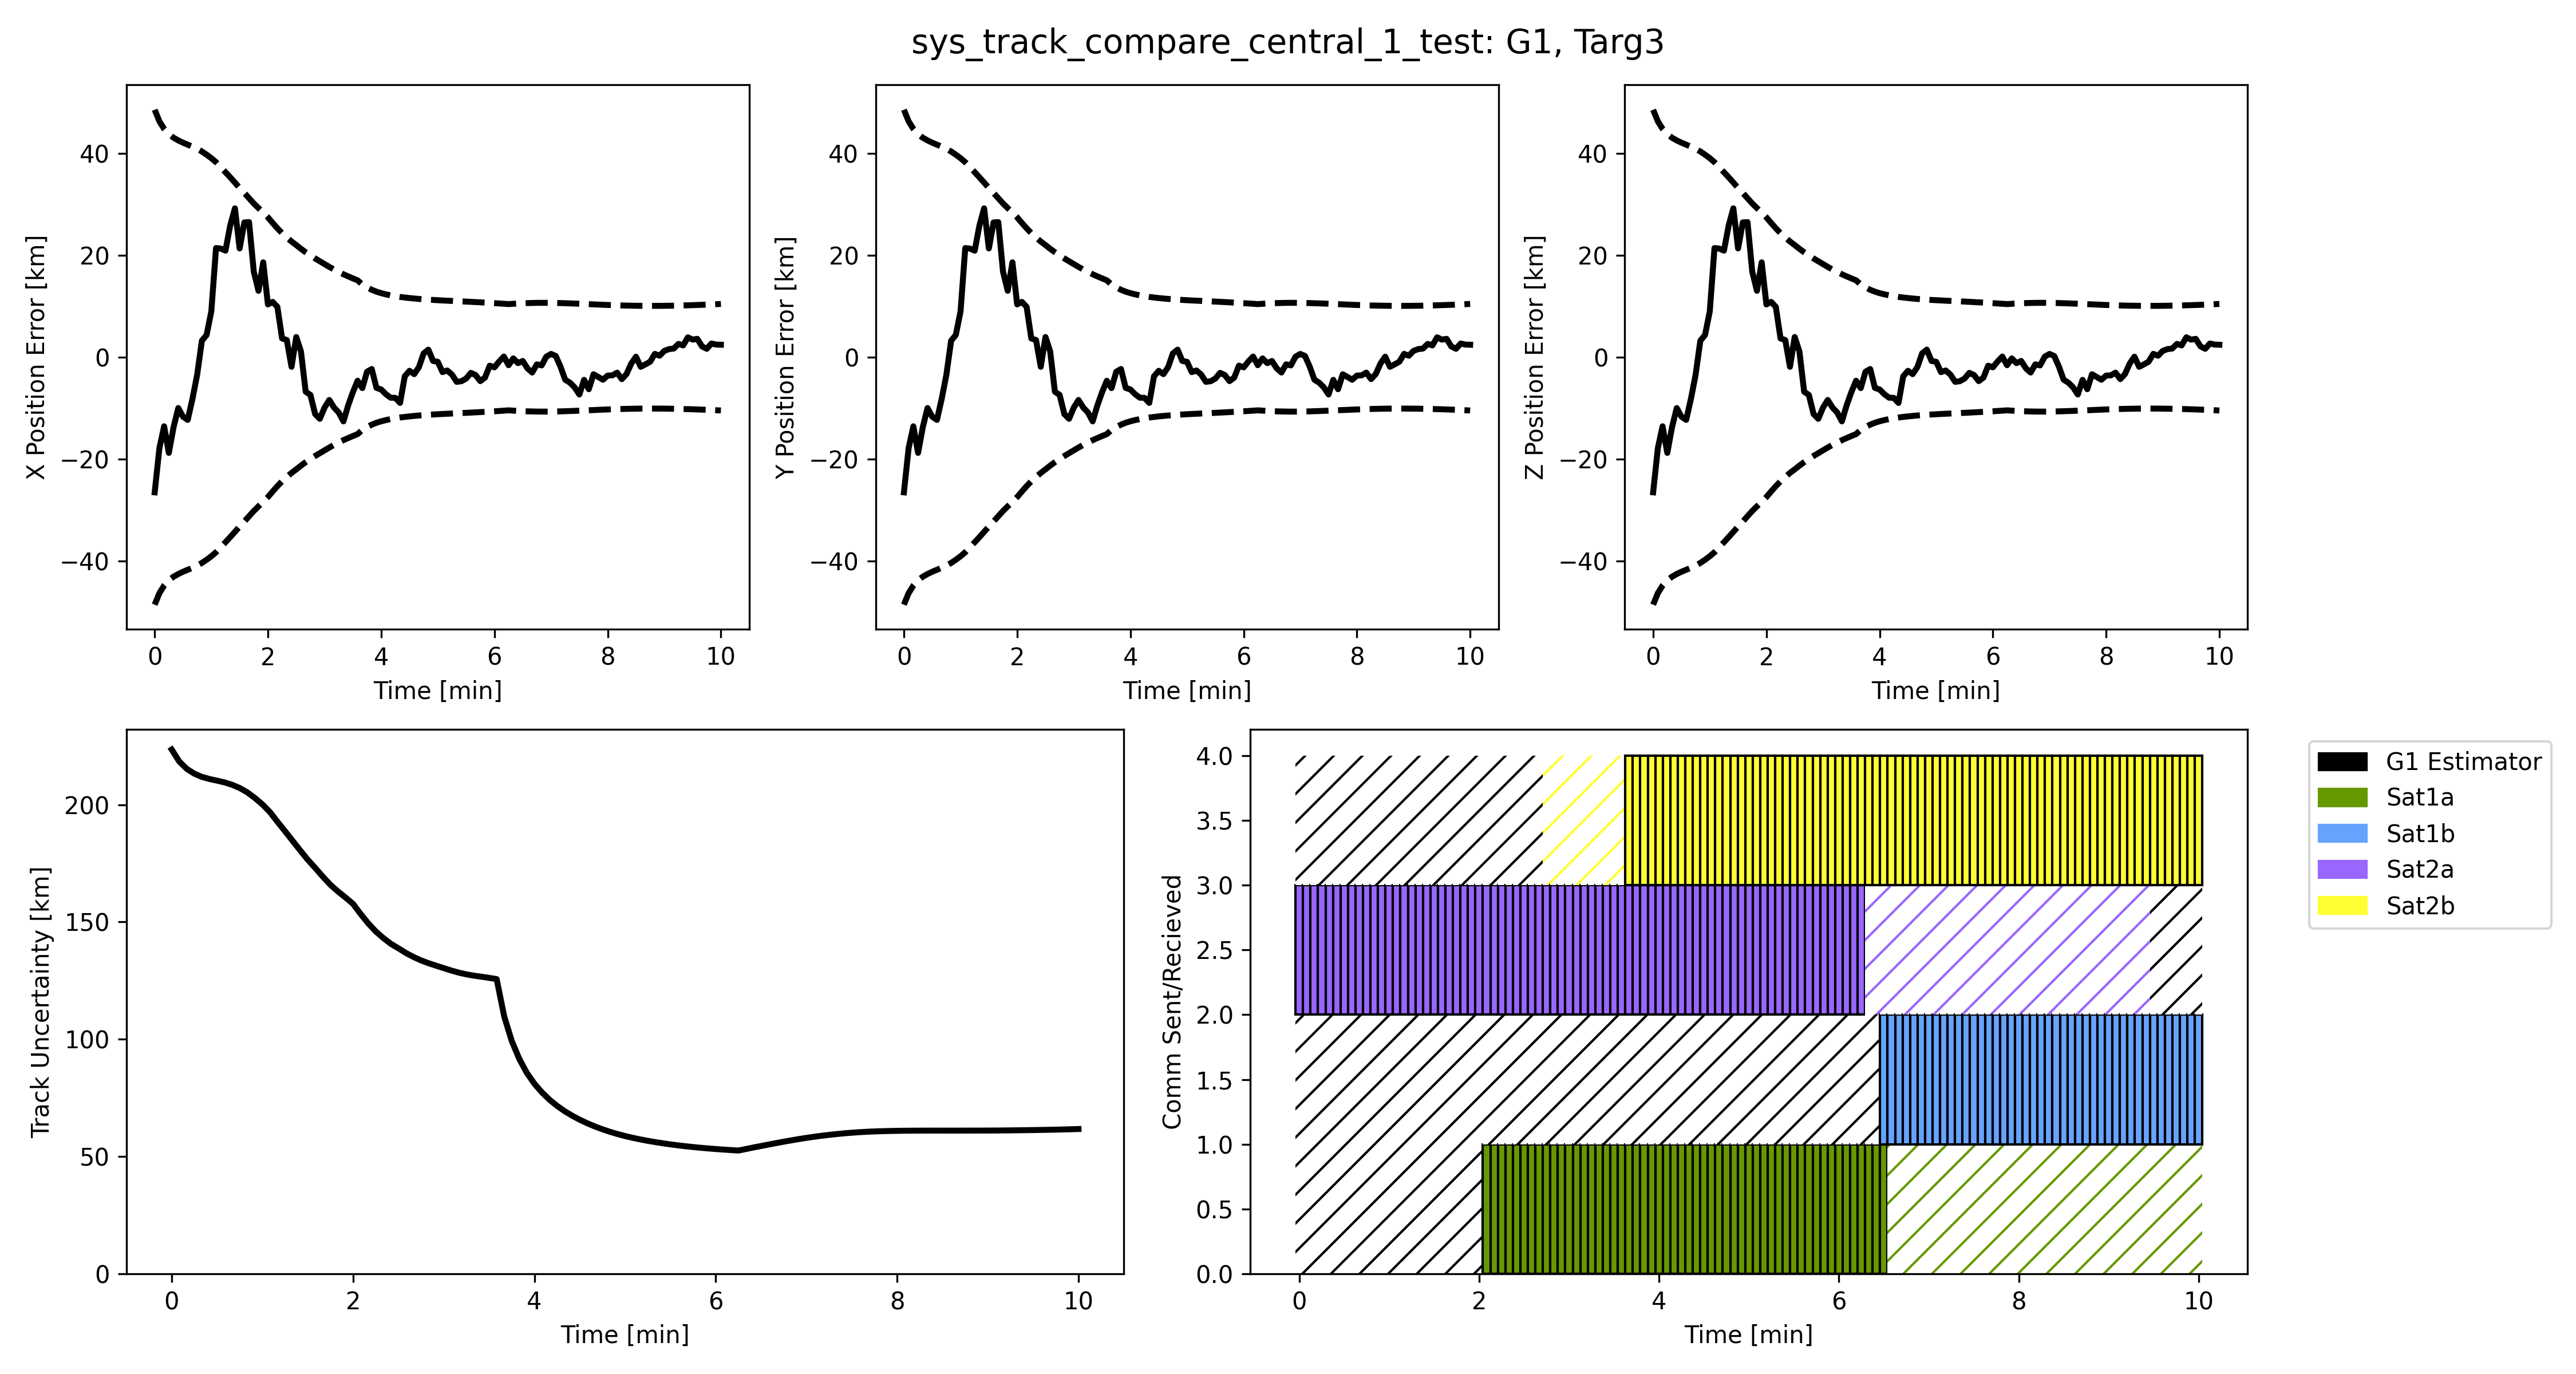 sys_track_compare_central_1_test: G1, Targ3
X Position Error [km]
40
20
0
−20
−40
0 2 4 6 8 10
Time [min]
Y Position Error [km]
40
20
0
−20
−40
0 2 4 6 8 10
Time [min]
Z Position Error [km]
40
20
0
−20
−40
0 2 4 6 8 10
Time [min]
Track Uncertainty [km]
200
150
100
50
0
0 2 4 6 8 10
Time [min]
Comm Sent/Recieved
4.0
3.5
3.0
2.5
2.0
1.5
1.0
0.5
0.0
0 2 4 6 8 10
Time [min]
G1 Estimator
Sat1a
Sat1b
Sat2a
Sat2b